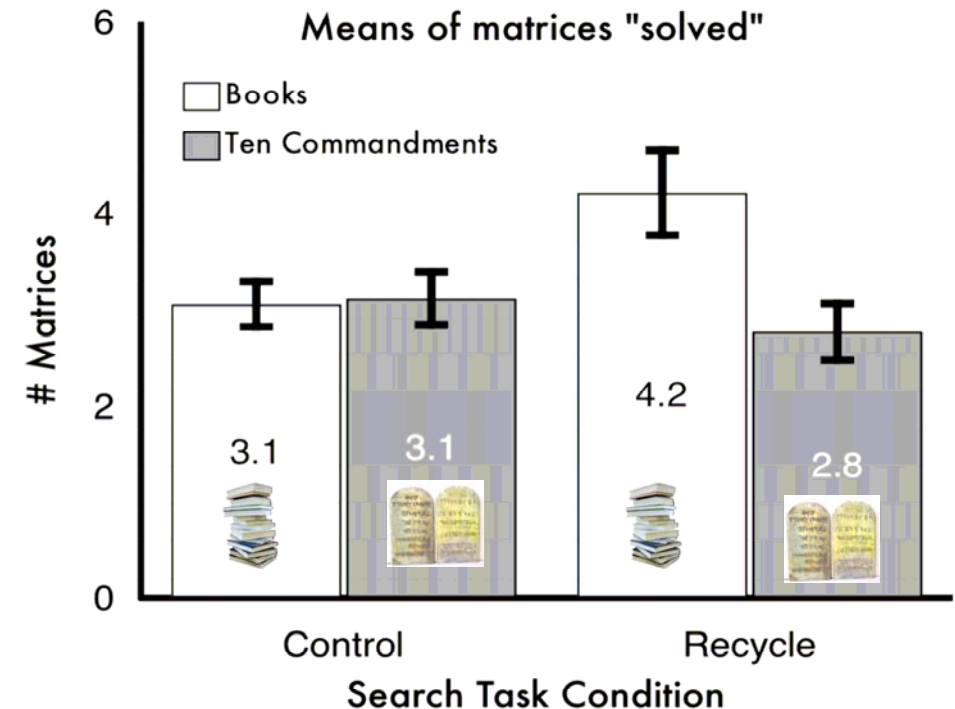 Means of matrices "solved"
6
4
2
0
# Matrices
Books
Ten Commandments
3.1
3.1
4.2
2.8
Control
Recycle
Search Task Condition